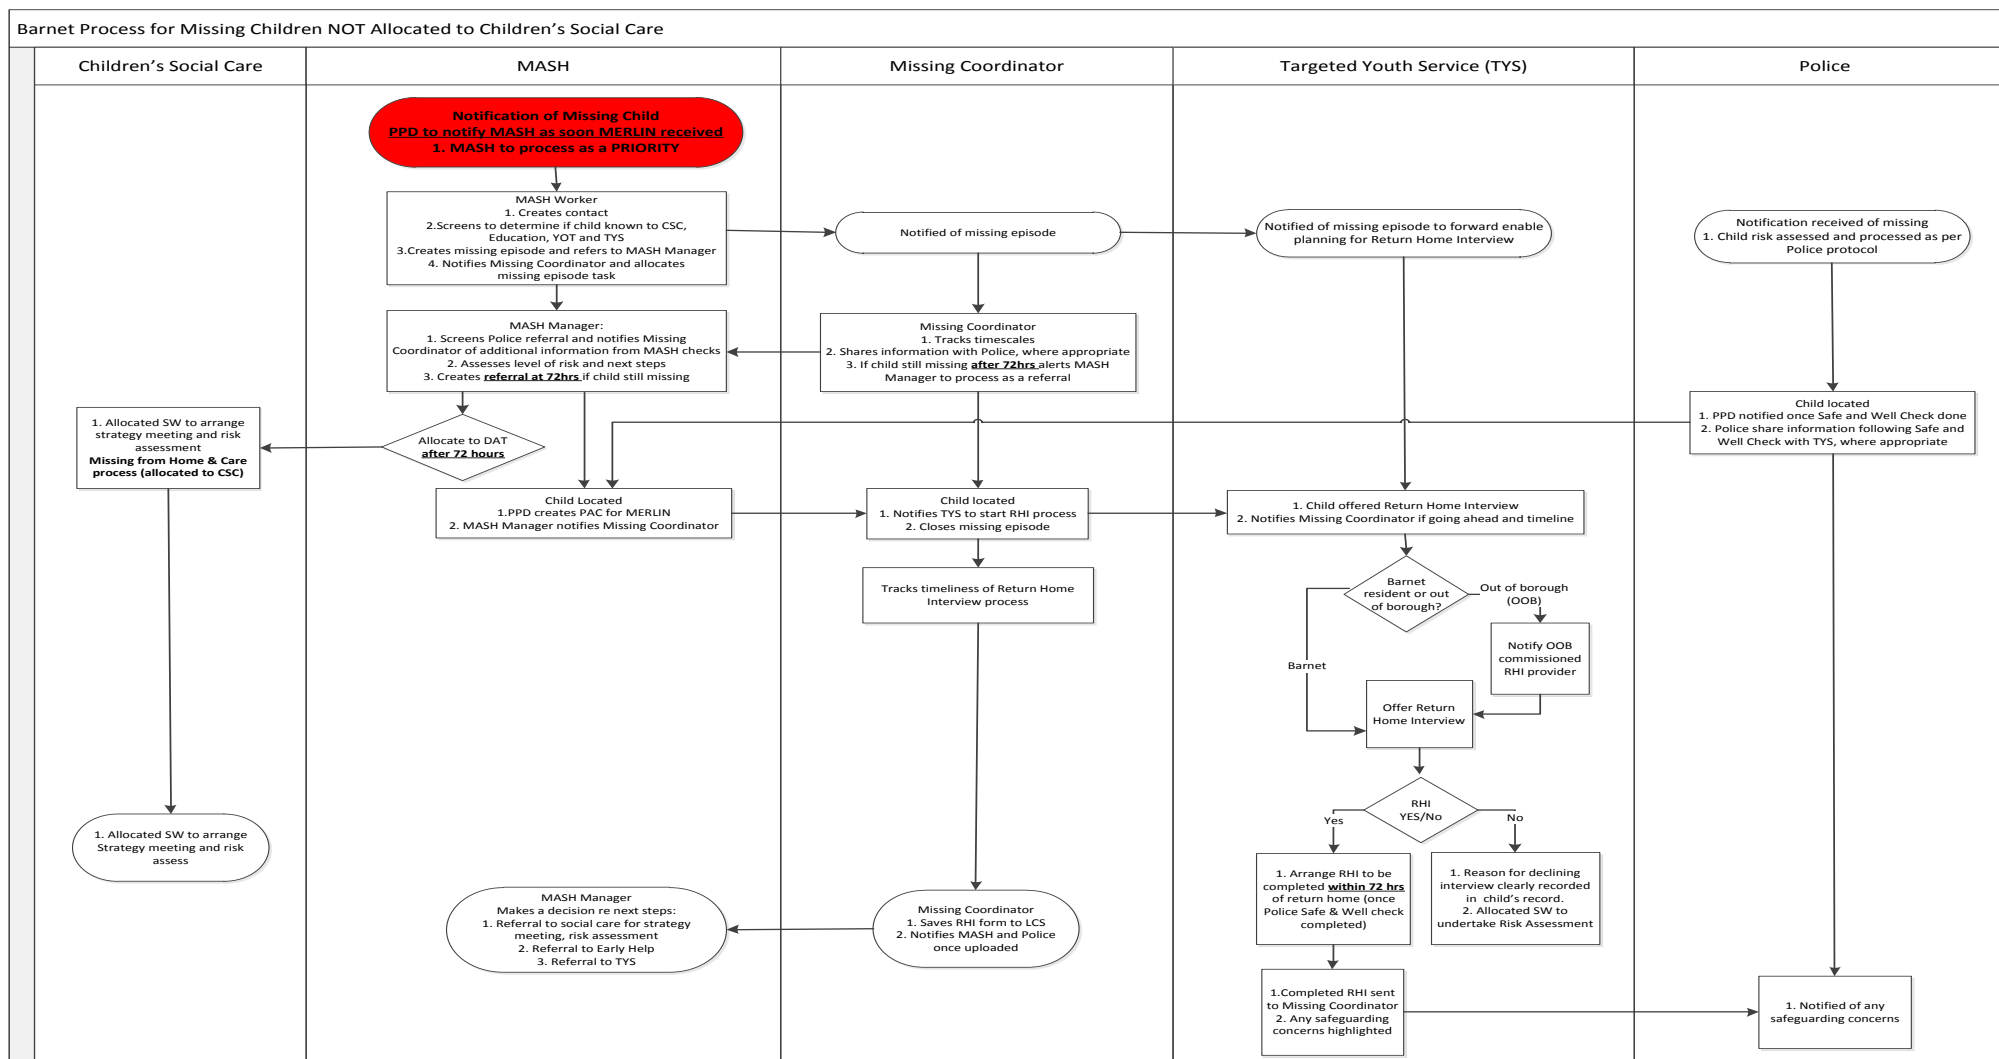 Barnet Process for Missing Children NOT Allocated to Children's Social Care
Children's Social Care
MASH
Missing Coordinator
Targeted Youth Service (TYS)
Police
Notification of Missing Child
PPD to notify MASH as soon MERLIN received
1. MASH to process as a PRIORITY
MASH Worker
1. Creates contact
2.Screens to determine if child known to CSC,
Education, YOT and TYS
3.Creates missing episode and refers to MASH Manager
4. Notifies Missing Coordinator and allocates
missing episode task
Notified of missing episode
Notified of missing episode to forward enable
planning for Return Home Interview
Notification received of missing
1. Child risk assessed and processed as per
Police protocol
MASH Manager:
1. Screens Police referral and notifies Missing
Coordinator of additional information from MASH checks
2. Assesses level of risk and next steps
3. Creates referral at 72hrs if child still missing
Missing Coordinator
1. Tracks timescales
2. Shares information with Police, where appropriate
3. If child still missing after 72hrs alerts MASH
Manager to process as a referral
Child located
1. PPD notified once Safe and Well Check done
2. Police share information following Safe and
Well Check with TYS, where appropriate
1. Allocated SW to arrange
strategy meeting and risk
assessment
Missing from Home & Care
process (allocated to CSC)
Allocate to DAT
after 72 hours
Child Located
1.PPD creates PAC for MERLIN
2. MASH Manager notifies Missing Coordinator
Child located
1. Notifies TYS to start RHI process
2. Closes missing episode
1. Child offered Return Home Interview
2. Notifies Missing Coordinator if going ahead and timeline
Tracks timeliness of Return Home
Interview process
Barnet
resident or out
of borough?
Out of borough
(OOB)
Notify OOB
commissioned
RHI provider
Barnet
Offer Return
Home Interview
RHI
YES/No
Yes
No
1. Allocated SW to arrange
Strategy meeting and risk
assess
1. Arrange RHI to be
completed within 72 hrs
of return home (once
Police Safe & Well check
completed)
1. Reason for declining
interview clearly recorded
in child's record.
2. Allocated SW to
undertake Risk Assessment
MASH Manager
Makes a decision re next steps:
1. Referral to social care for strategy
meeting, risk assessment
2. Referral to Early Help
3. Referral to TYS
Missing Coordinator
1. Saves RHI form to LCS
2. Notifies MASH and Police
once uploaded
1.Completed RHI sent
to Missing Coordinator
2. Any safeguarding
concerns highlighted
1. Notified of any
safeguarding concerns